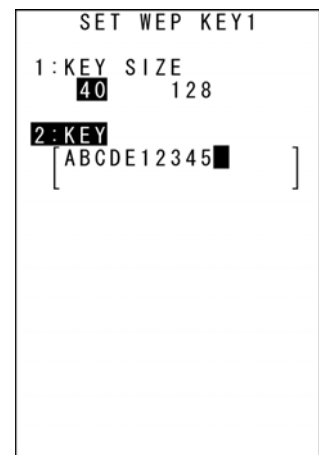 SET WEP KEY1
1:KEY SIZE
40 128
2:KEY
[ABCDE12345 ]